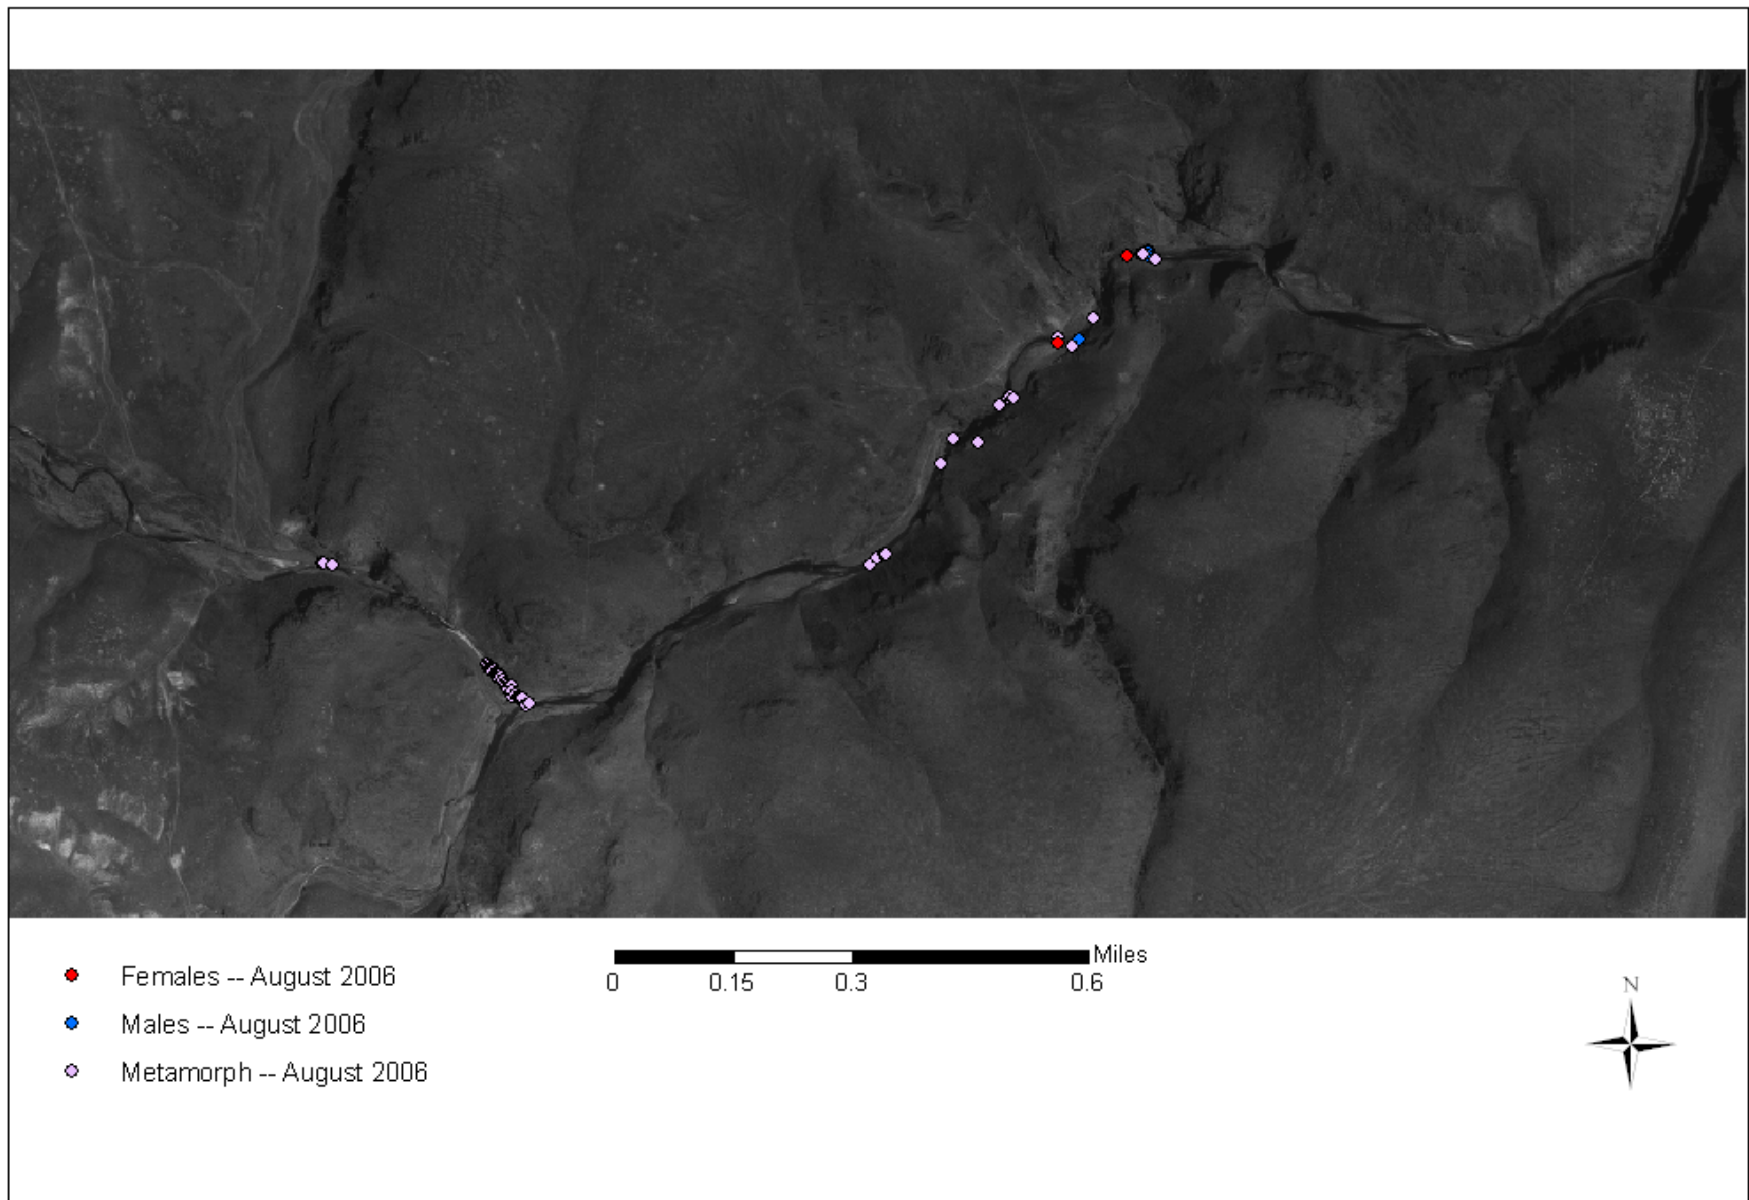 Miles
0 0.15 0.3 0.6
Females -- August 2006
Males -- August 2006
Metamorph -- August 2006
N